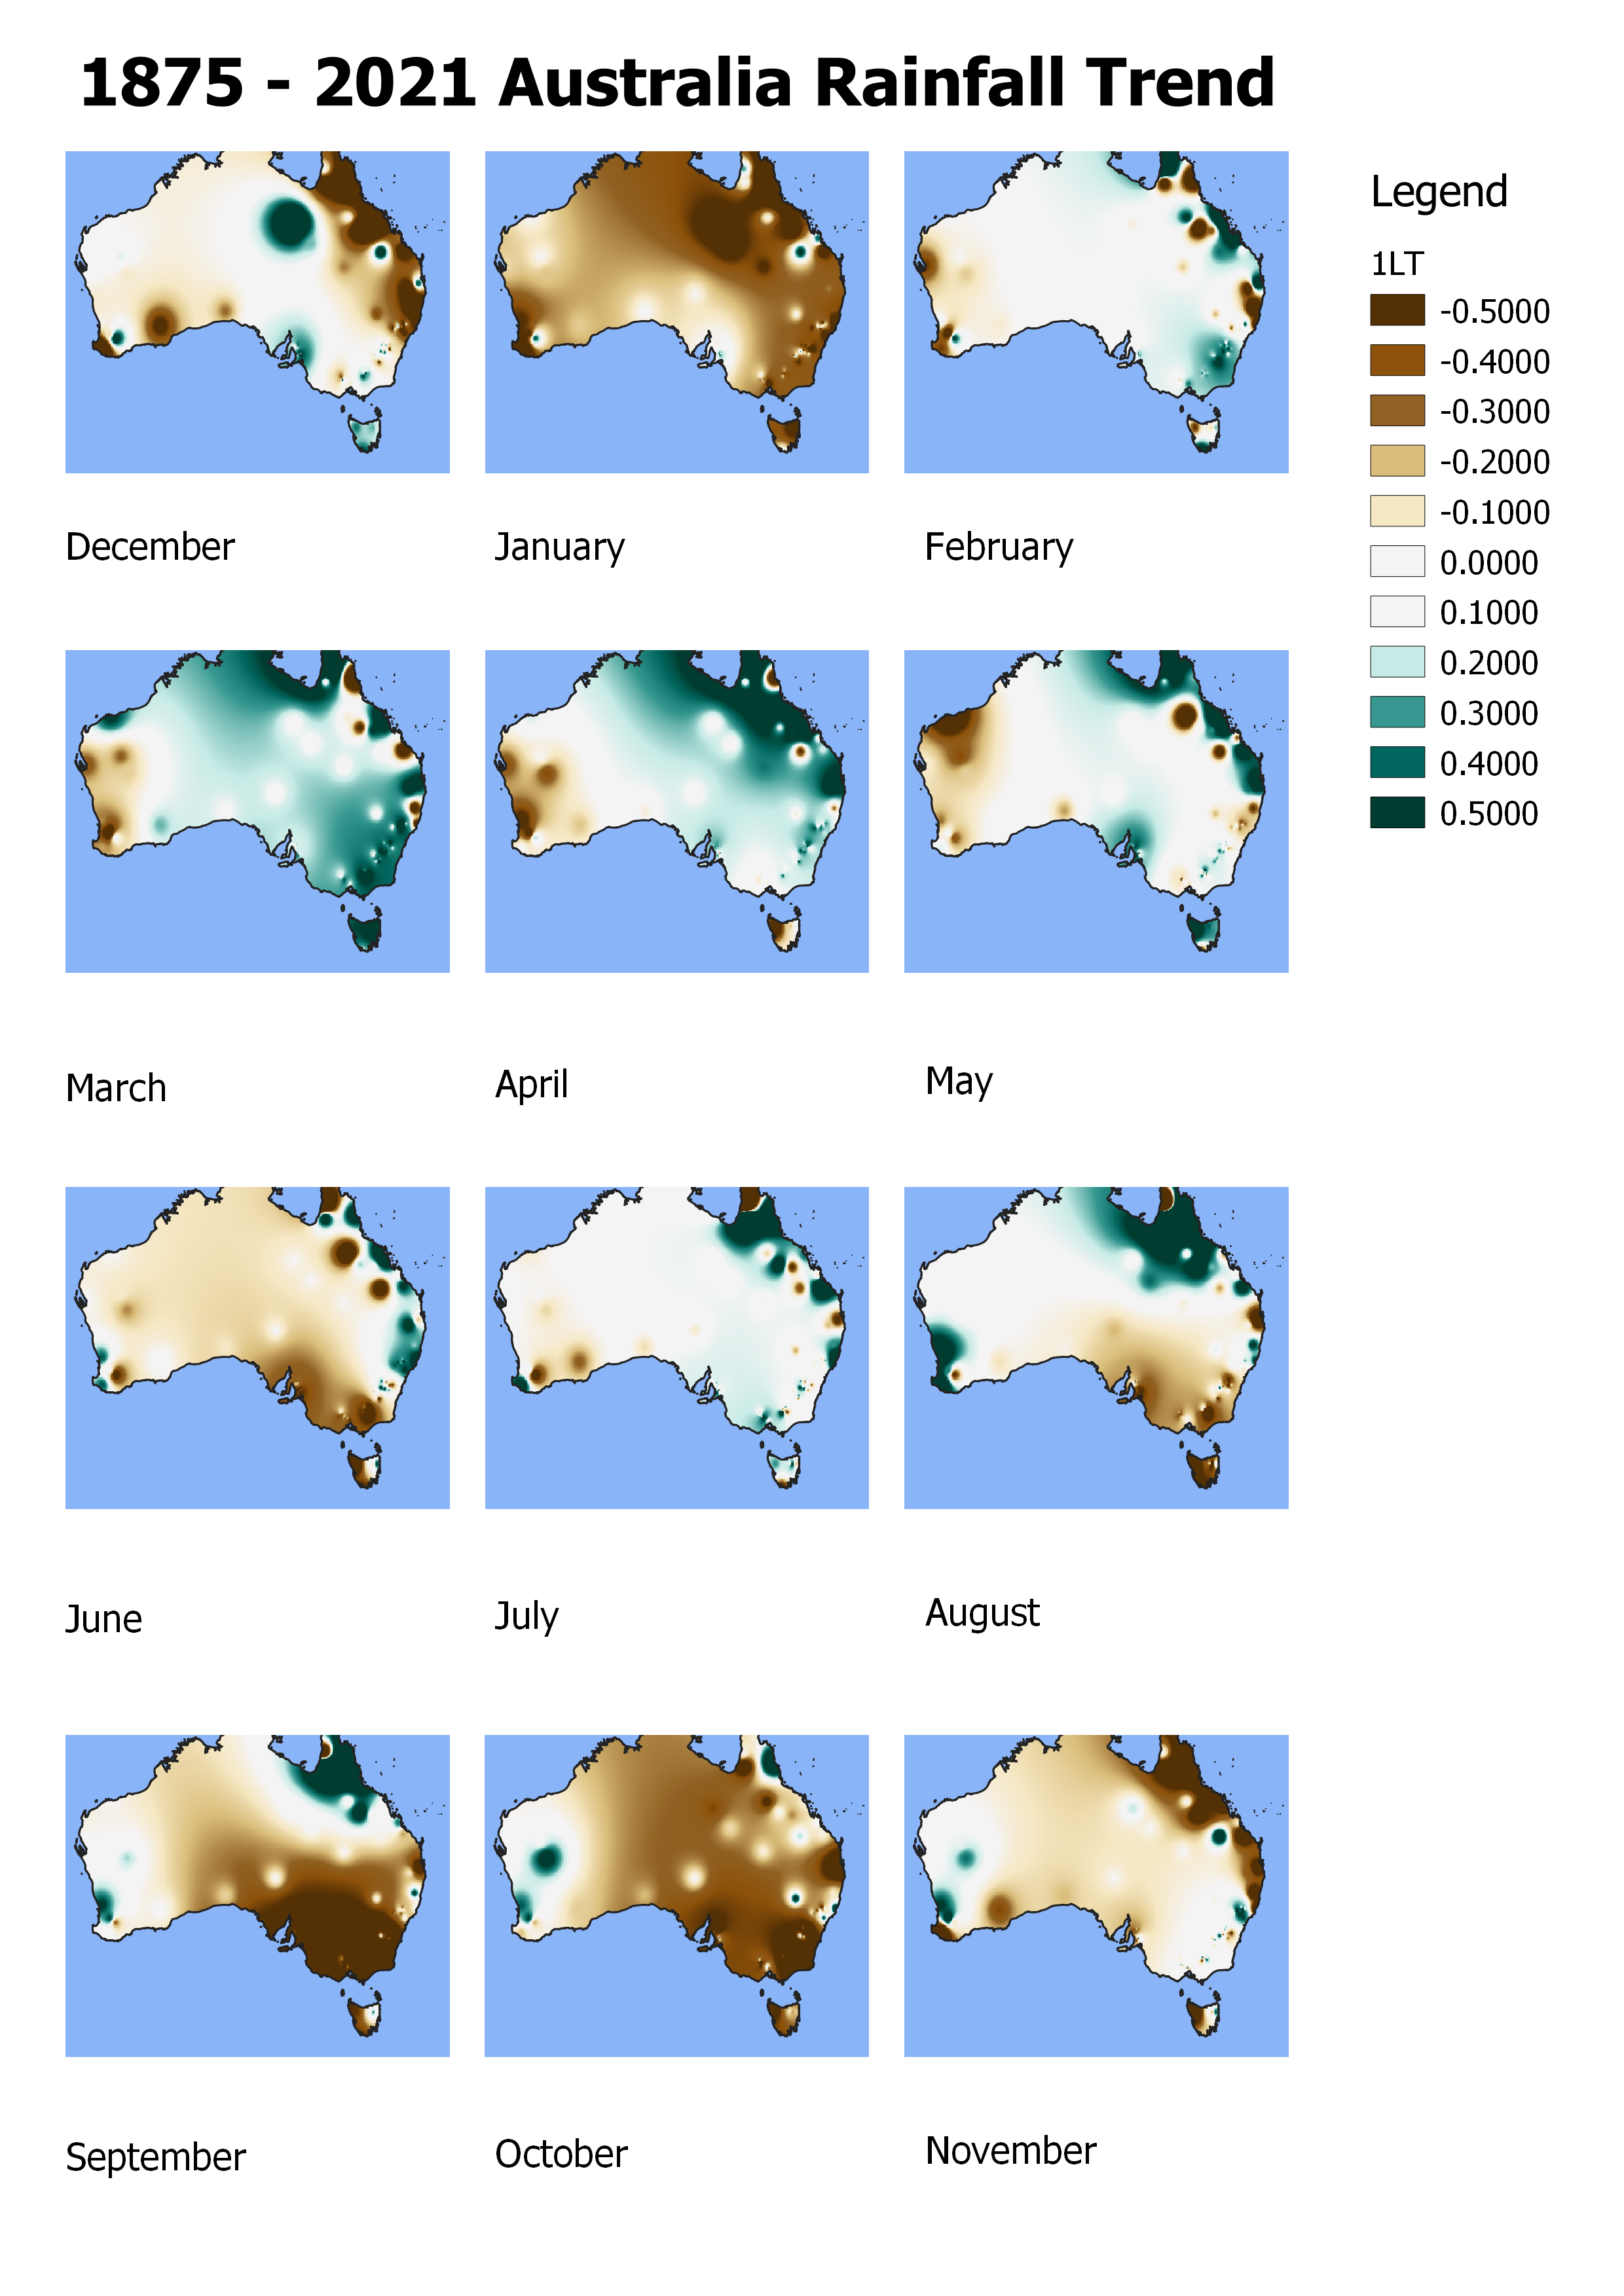 1875 - 2021 Australia Rainfall Trend
Legend
1LT
-0.5000
-0.4000
-0.3000
-0.2000
-0.1000
0.0000
0.1000
0.2000
0.3000
0.4000
0.5000
December
January
February
March
April
May
June
July
August
September
October
November